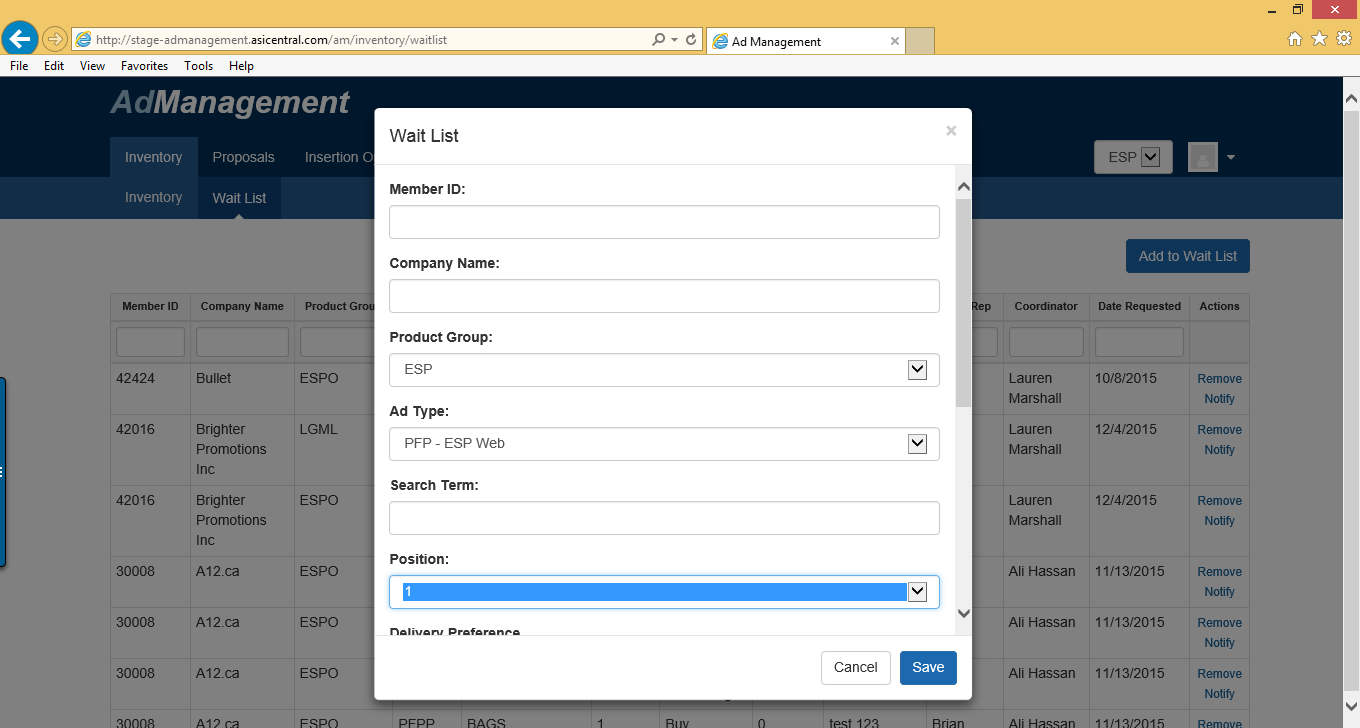 http://stage-admanagement.asicentral.com/am/inventory/waitlist
Ad Management
File Edit View Favorites Tools Help
AdManagement
Inventory Proposals Insertion O
ESP
Inventory Wait List
Add to Wait List
Wait List
×
Member ID:
Company Name:
Product Group:
ESP
Ad Type:
PFP - ESP Web
Search Term:
Position:
1
Delivery Preference
Cancel Save
Member ID Company Name Product Grou Rep Coordinator Date Requested Actions
42424 Bullet ESPO Lauren 10/8/2015 Remove
Marshall Notify
42016 Brighter LGML Lauren 12/4/2015 Remove
Promotions Marshall Notify
Inc
42016 Brighter ESPO Lauren 12/4/2015 Remove
Promotions Marshall Notify
Inc
30008 A12.ca ESPO Ali Hassan 11/13/2015 Remove
Notify
30008 A12.ca ESPO Ali Hassan 11/13/2015 Remove
Notify
30008 A12.ca ESPO Ali Hassan 11/13/2015 Remove
Notify
30008 A12.ca ESPO PFPP BAGS 1 Buy 0 test 123 Brian 11/13/2015 Remove